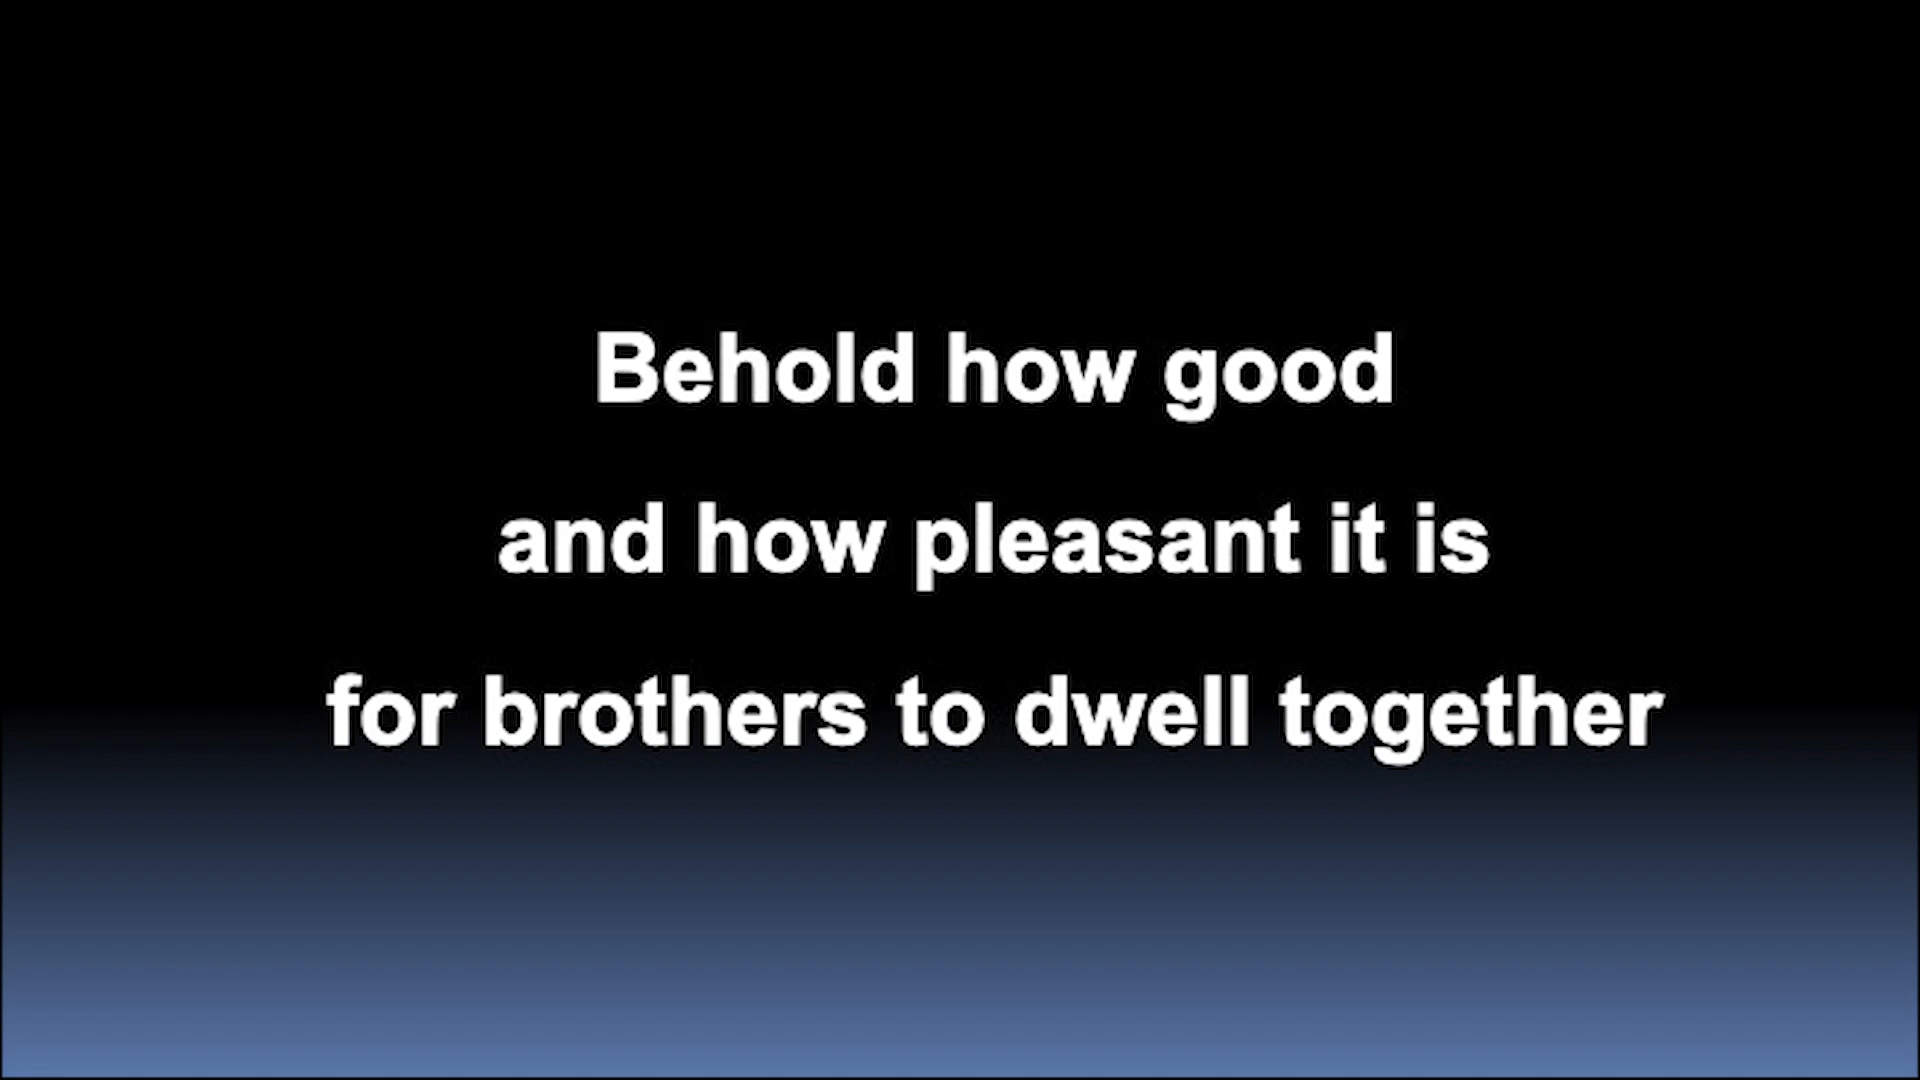 Behold how good
and how pleasant it is
for brothers to dwell together